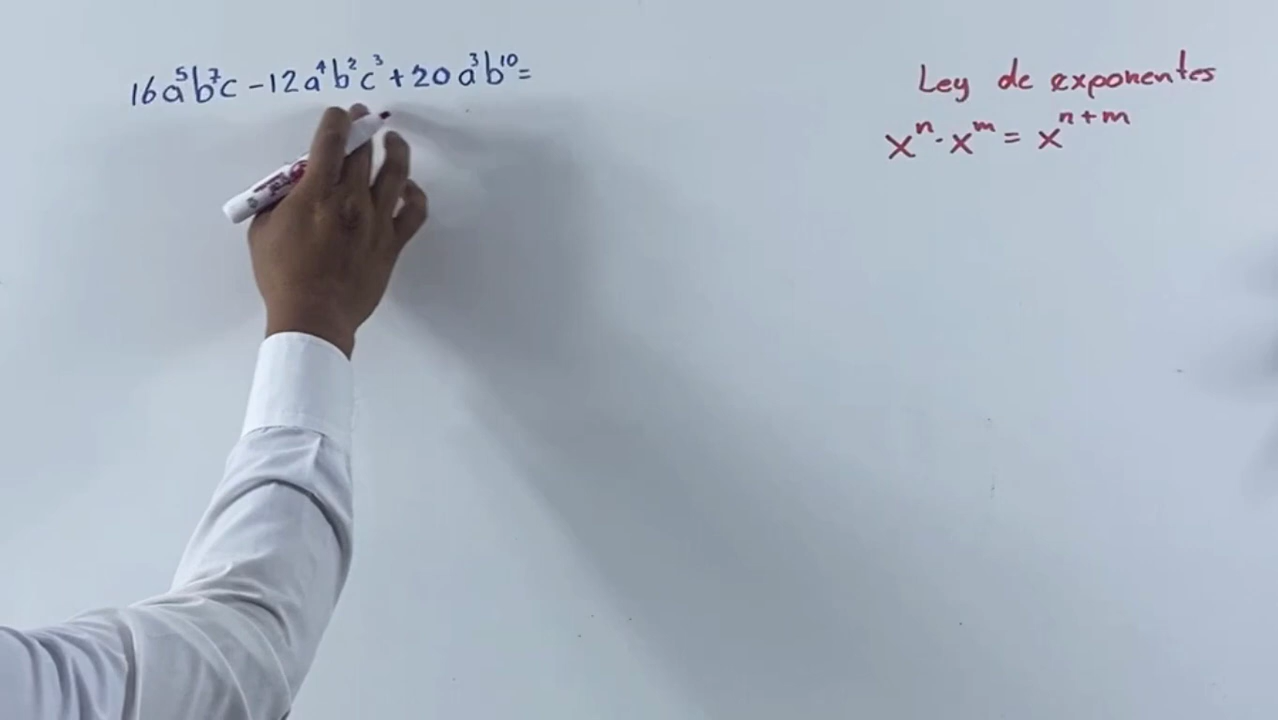 16a⁵b⁷c - 12a⁴b²c³ + 20a³b¹⁰ =
Ley de exponentes
xⁿ · xᵐ = xⁿ⁺ᵐ